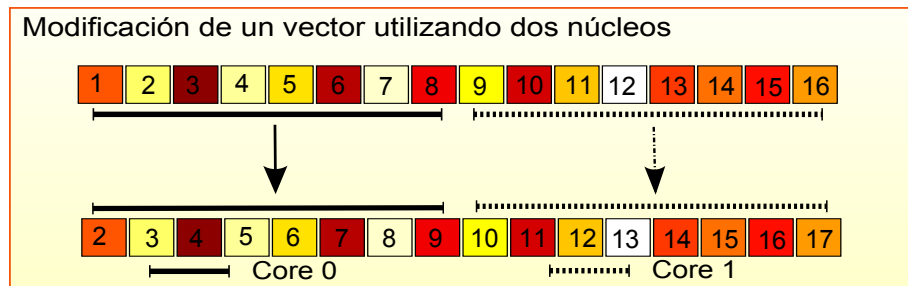 Modificación de un vector utilizando dos núcleos
1 2 3 4 5 6 7 8 9 10 11 12 13 14 15 16
2 3 4 5 6 7 8 9 10 11 12 13 14 15 16 17
Core 0 Core 1